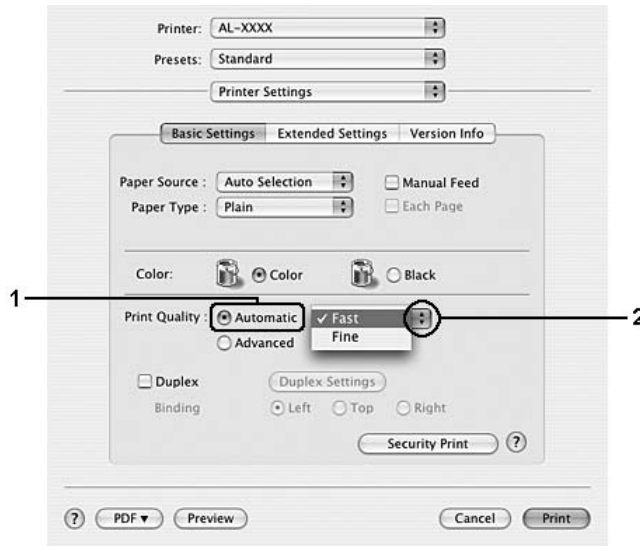 Printer: AL-XXXX
Presets: Standard
Printer Settings
Basic Settings Extended Settings Version Info
Paper Source : Auto Selection Manual Feed
Paper Type : Plain Each Page
Color: Color Black
1
Print Quality : Automatic ✓ Fast 2
Advanced Fine
Duplex Duplex Settings
Binding Left Top Right
Security Print ?
? PDF ▼ Preview Cancel Print